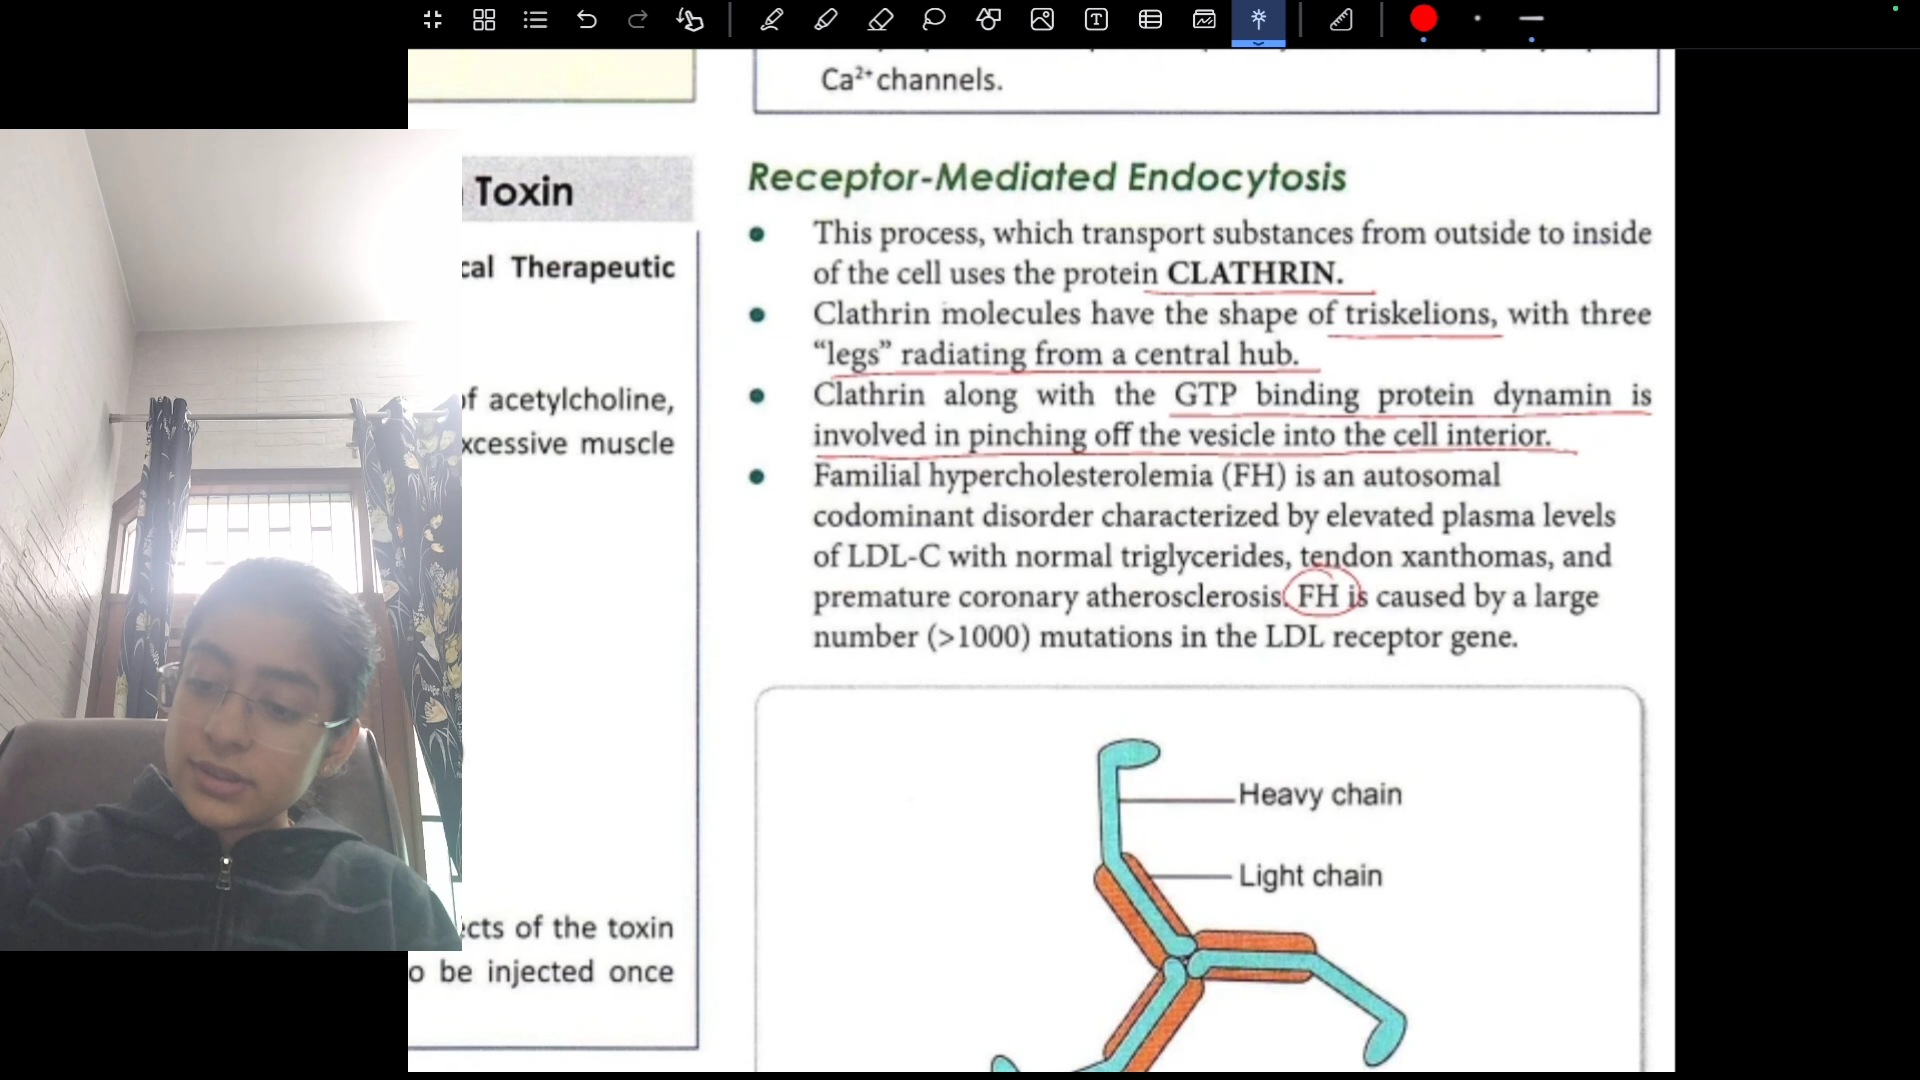 Ca²⁺ channels.
Toxin
cal Therapeutic
of acetylcholine,
xcessive muscle
ects of the toxin
o be injected once
Receptor-Mediated Endocytosis
• This process, which transport substances from outside to inside
of the cell uses the protein CLATHRIN.
• Clathrin molecules have the shape of triskelions, with three
“legs” radiating from a central hub.
• Clathrin along with the GTP binding protein dynamin is
involved in pinching off the vesicle into the cell interior.
• Familial hypercholesterolemia (FH) is an autosomal
codominant disorder characterized by elevated plasma levels
of LDL-C with normal triglycerides, tendon xanthomas, and
premature coronary atherosclerosis. FH is caused by a large
number (>1000) mutations in the LDL receptor gene.
Heavy chain
Light chain